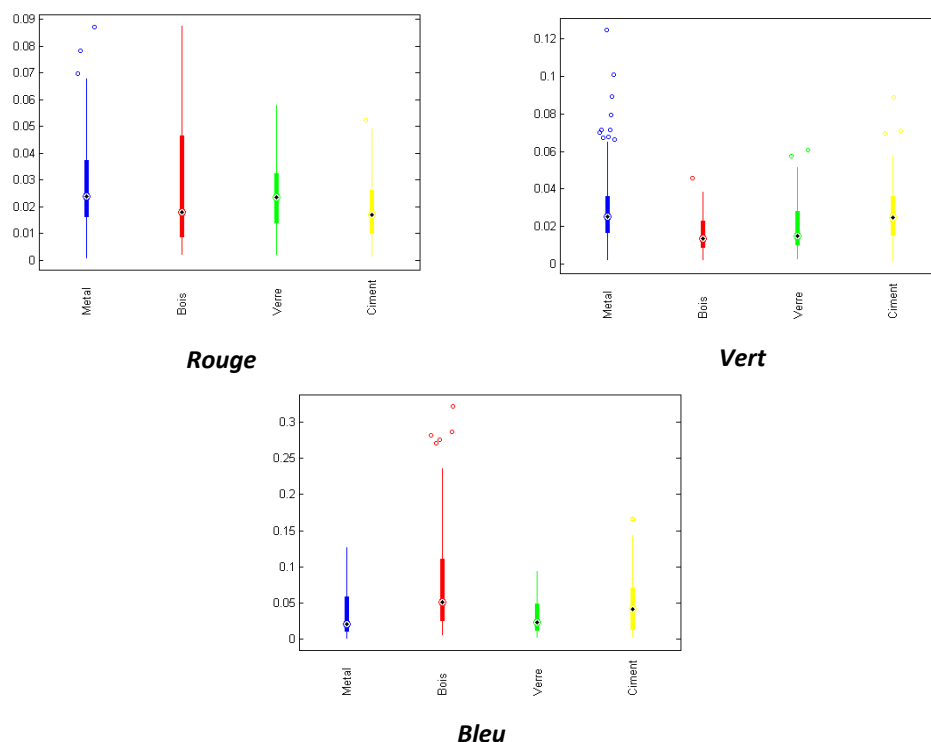 0.09
0.08
0.07
0.06
0.05
0.04
0.03
0.02
0.01
0
Metal
Bois
Verre
Ciment
Rouge
0.12
0.1
0.08
0.06
0.04
0.02
0
Metal
Bois
Verre
Ciment
Vert
0.3
0.25
0.2
0.15
0.1
0.05
0
Metal
Bois
Verre
Ciment
Bleu